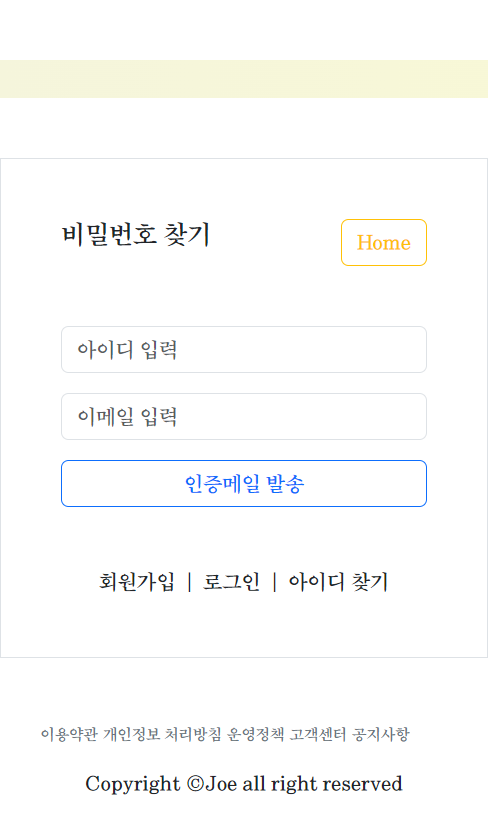 비밀번호 찾기
Home
아이디 입력
이메일 입력
인증메일 발송
회원가입 | 로그인 | 아이디 찾기
이용약관 개인정보 처리방침 운영정책 고객센터 공지사항
Copyright ©Joe all right reserved